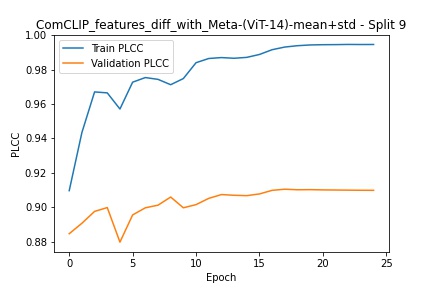 ComCLIP_features_diff_with_Meta-(ViT-14)-mean+std - Split 9
1.00
0.98
0.96
0.94
0.92
0.90
0.88
PLCC
Train PLCC
Validation PLCC
0
5
10
15
20
25
Epoch